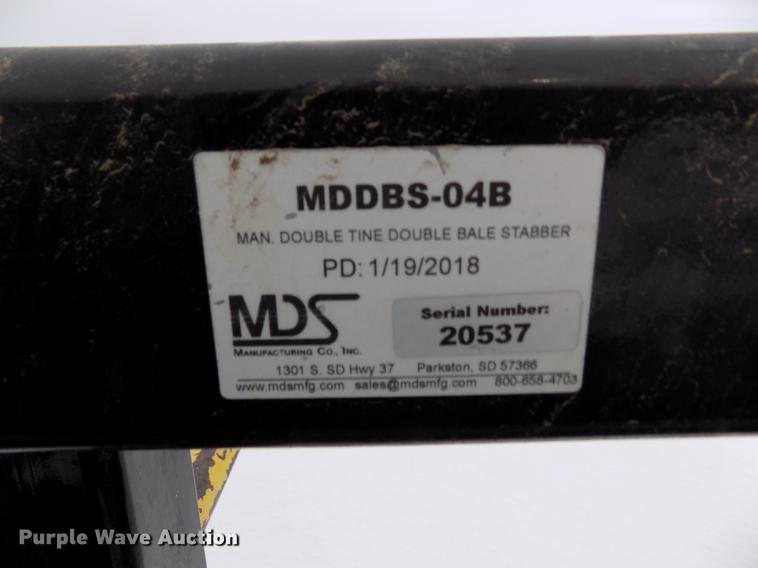 MDDBS-04B
MAN. DOUBLE TINE DOUBLE BALE STABBER
PD: 1/19/2018
MDS
MANUFACTURING CO., INC.
Serial Number:
20537
1301 S. SD Hwy 37 Parkston, SD 57366
www.mdsmfg.com sales@mdsmfg.com 800-658-4703
Purple Wave Auction